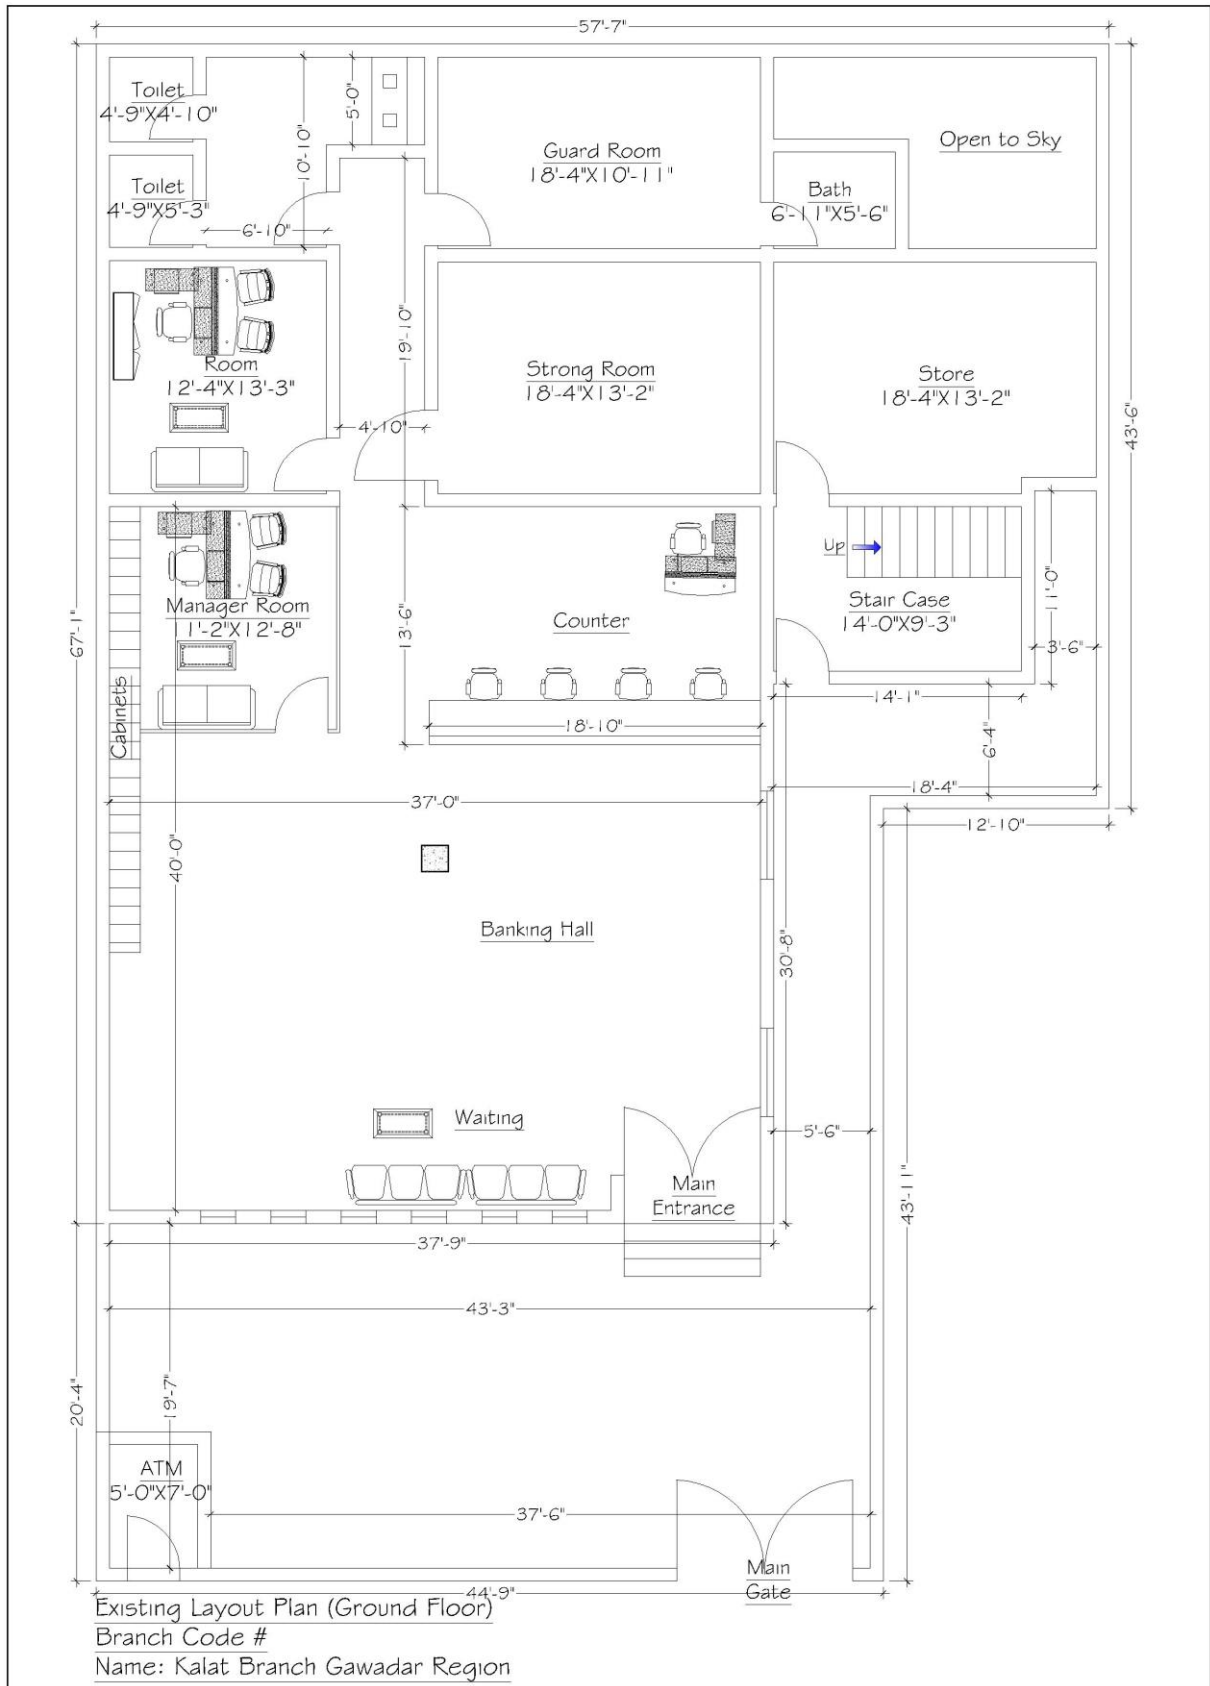 57'-7"
Toilet
4'-9"X4'-10"
5'-0"
10'-10"
Guard Room
18'-4"X10'-11"
Open to Sky
Toilet
4'-9"X5'-3"
Bath
6'-11"X5'-6"
6'-10"
19'-10"
Room
12'-4"X13'-3"
Strong Room
18'-4"X13'-2"
Store
18'-4"X13'-2"
4'-10"
43'-6"
Up
Manager Room
11'-2"X12'-8"
13'-6"
Counter
Stair Case
14'-0"X9'-3"
11'-0"
3'-6"
67'-1"
Cabinets
18'-10"
14'-1"
6'-4"
37'-0"
18'-4"
12'-10"
40'-0"
Banking Hall
30'-8"
Waiting
5'-6"
Main
Entrance
43'-11"
37'-9"
43'-3"
20'-4"
19'-7"
ATM
5'-0"X7'-0"
37'-6"
Main
Gate
44'-9"
Existing Layout Plan (Ground Floor)
Branch Code #
Name: Kalat Branch Gawadar Region